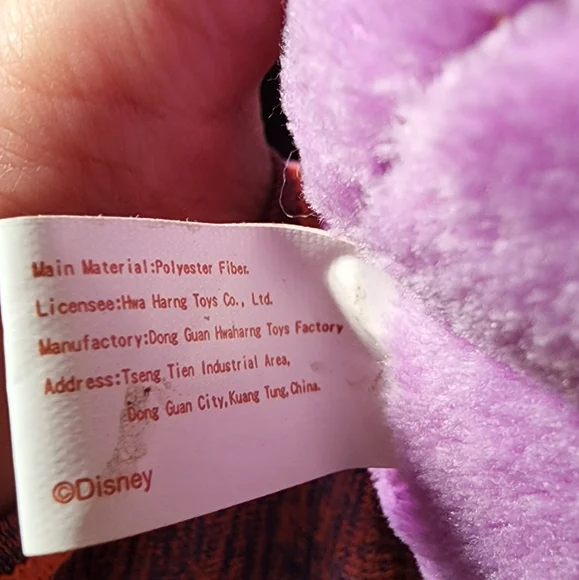 Main Material:Polyester Fiber.
Licensee:Hwa Harng Toys Co., Ltd.
Manufactory:Dong Guan Hwaharng Toys Factory
Address:Tseng Tien Industrial Area,
Dong Guan City,Kuang Tung,China.
©Disney